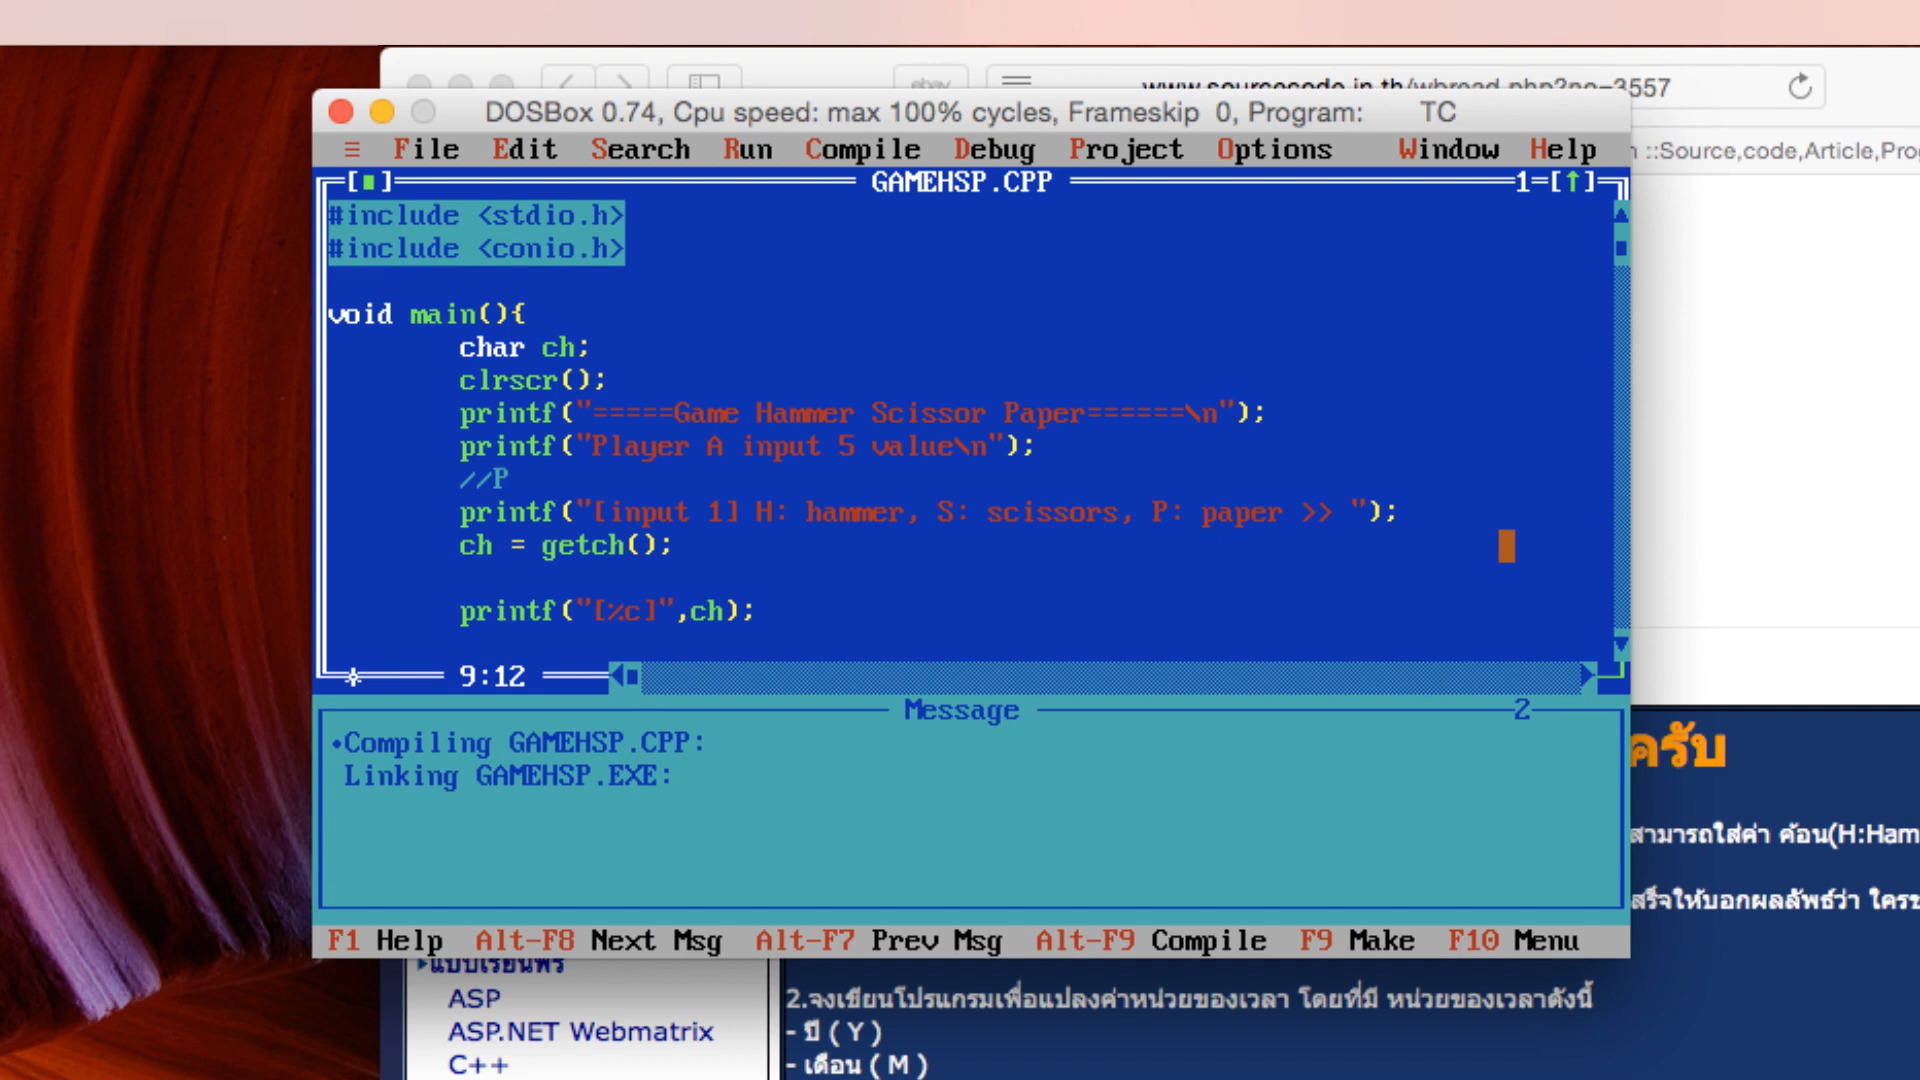 3557
DOSBox 0.74, Cpu speed: max 100% cycles, Frameskip 0, Program: TC
::Source,code,Article,Pro
≡ File Edit Search Run Compile Debug Project Options Window Help
[■] GAMEHSP.CPP 1=[↑]
#include <stdio.h>
#include <conio.h>
void main(){
char ch;
clrscr();
printf("=====Game Hammer Scissor Paper======\n");
printf("Player A input 5 value\n");
//P
printf("[input 1] H: hammer, S: scissors, P: paper >> ");
ch = getch();
printf("[%c]",ch);
9:12
Message 2
•Compiling GAMEHSP.CPP:
Linking GAMEHSP.EXE:
F1 Help Alt-F8 Next Msg Alt-F7 Prev Msg Alt-F9 Compile F9 Make F10 Menu
ครับ
สามารถใส่ค่า ค้อน(H:Ham
ให้บอกผลลัพธ์ว่า
ASP
ASP.NET Webmatrix
C++
2.จงเขียนโปรแกรมเพื่อแปลงค่าหน่วยของเวลา โดยที่มี หน่วยของเวลาดังนี้
- ปี ( Y )
- เดือน ( M )